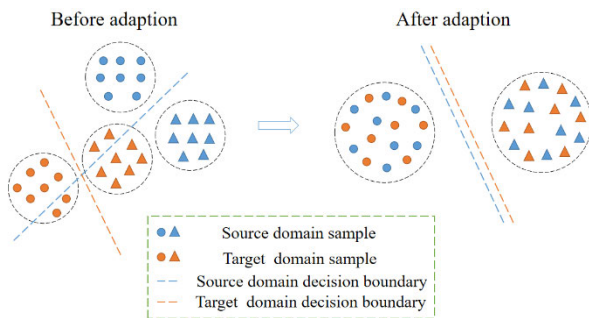 Before adaption
After adaption
Source domain sample
Target domain sample
Source domain decision boundary
Target domain decision boundary